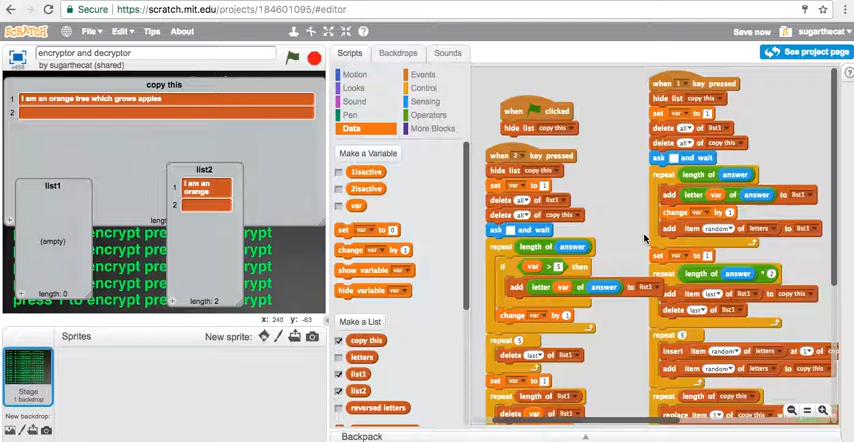 Secure https://scratch.mit.edu/projects/184601095/#editor
SCRATCH File Edit Tips About sugarthecat
encryptor and decryptor
by sugarthecat (shared)
v458
copy this
1 I am an orange tree which grows apples
2
list1
(empty)
length: 0
list2
1 I am an
orange
2
length: 2
press 1 to encrypt pre
x: 240 y: -63
Sprites New sprite:
Stage
1 backdrop
New backdrop:
Scripts Backdrops Sounds
Motion Events
Looks Control
Sound Sensing
Pen Operators
Data More Blocks
Make a Variable
1isactive
2isactive
var
set var to 0
change var by 1
show variable var
hide variable var
Make a List
copy this
letters
list1
list2
reversed letters
Save now See project page
when clicked
hide list copy this
when 2 key pressed
hide list copy this
set var to 1
delete all of list1
delete all of copy this
ask and wait
repeat length of answer
if var > 5 then
add letter var of answer to list1
change var by 1
repeat 5
delete last of list1
set var to 1
repeat length of list1
delete var of list1
when 1 key pressed
hide list copy this
set var to 1
delete all of list1
delete all of copy this
ask and wait
repeat length of answer
add letter var of answer to list1
change var by 1
add item random of letters to list1
set var to 1
repeat length of answer * 2
add item last of list1 to copy this
delete last of list1
repeat 5
insert item random of letters at 1 of
add item random of letters to copy this
repeat length of copy this
replace item 1 of
Backpack